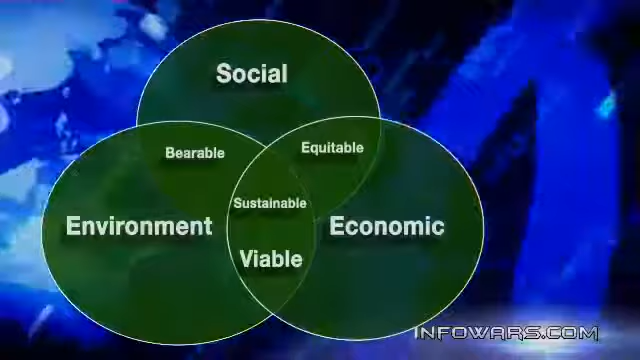 Social
Bearable
Equitable
Sustainable
Environment
Economic
Viable
INFOWARS.COM